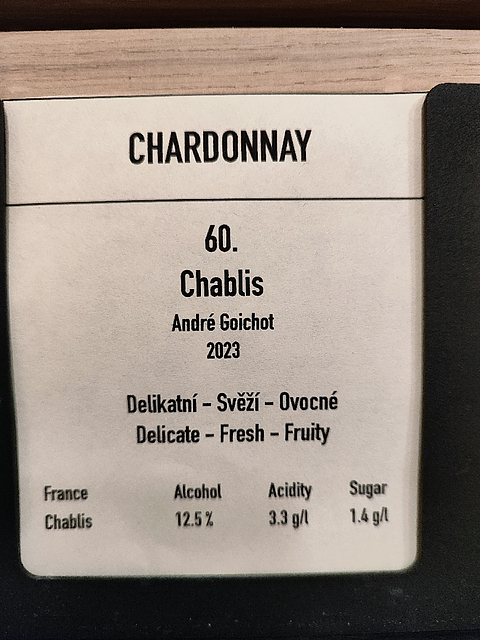 CHARDONNAY
60.
Chablis
André Goichot
2023
Delikatní - Svěží - Ovocné
Delicate - Fresh - Fruity
France Alcohol Acidity Sugar
Chablis 12.5 % 3.3 g/l 1.4 g/l